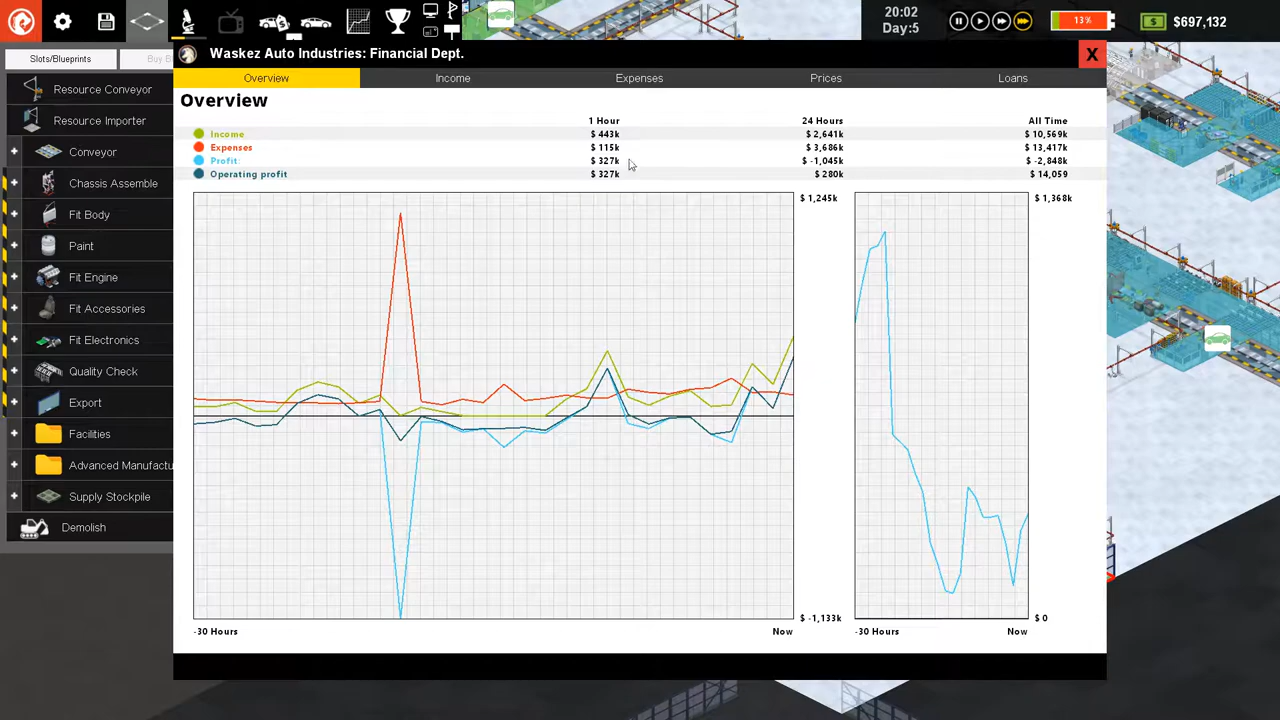 20:02
Day:5
13%
$697,132
Slots/Blueprints
Buy B
Waskez Auto Industries: Financial Dept.
X
Overview
Income
Expenses
Prices
Loans
Overview
1 Hour
24 Hours
All Time
Income
$ 443k
$ 2,641k
$ 10,569k
Expenses
$ 115k
$ 3,686k
$ 13,417k
Profit:
$ 327k
$ -1,045k
$ -2,848k
Operating profit
$ 327k
$ 280k
$ 14,059
$ 1,245k
$ 1,368k
$ -1,133k
$ 0
-30 Hours
Now
-30 Hours
Now
Resource Conveyor
Resource Importer
Conveyor
Chassis Assemble
Fit Body
Paint
Fit Engine
Fit Accessories
Fit Electronics
Quality Check
Export
Facilities
Advanced Manufactu
Supply Stockpile
Demolish